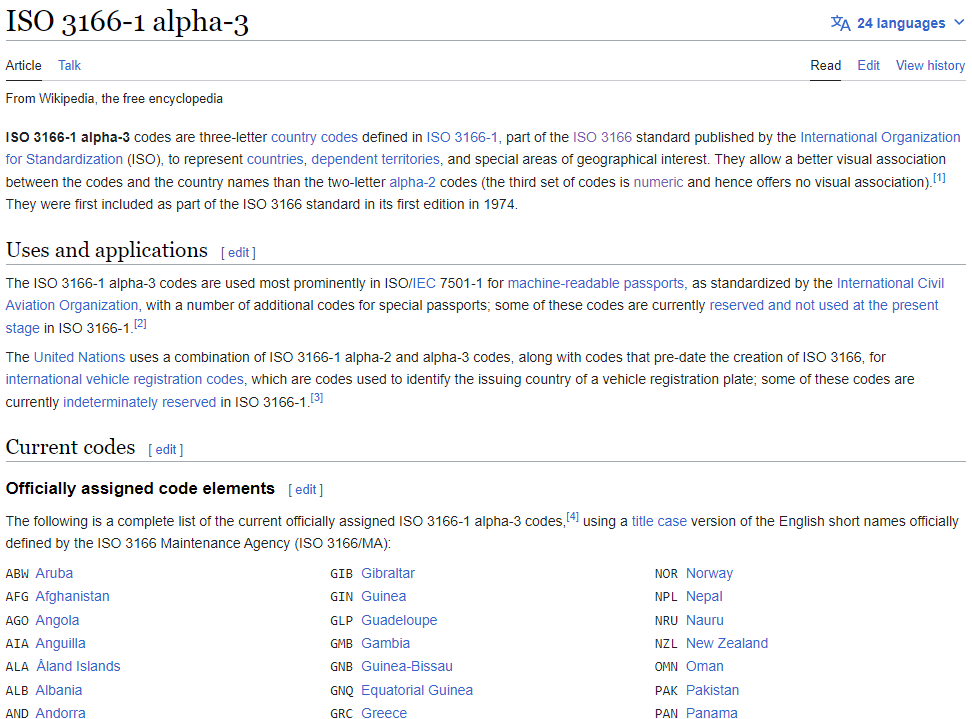 ISO 3166-1 alpha-3
24 languages
Article Talk Read Edit View history
From Wikipedia, the free encyclopedia
ISO 3166-1 alpha-3 codes are three-letter country codes defined in ISO 3166-1, part of the ISO 3166 standard published by the International Organization
for Standardization (ISO), to represent countries, dependent territories, and special areas of geographical interest. They allow a better visual association
between the codes and the country names than the two-letter alpha-2 codes (the third set of codes is numeric and hence offers no visual association).[1]
They were first included as part of the ISO 3166 standard in its first edition in 1974.
Uses and applications [ edit ]
The ISO 3166-1 alpha-3 codes are used most prominently in ISO/IEC 7501-1 for machine-readable passports, as standardized by the International Civil
Aviation Organization, with a number of additional codes for special passports; some of these codes are currently reserved and not used at the present
stage in ISO 3166-1.[2]
The United Nations uses a combination of ISO 3166-1 alpha-2 and alpha-3 codes, along with codes that pre-date the creation of ISO 3166, for
international vehicle registration codes, which are codes used to identify the issuing country of a vehicle registration plate; some of these codes are
currently indeterminately reserved in ISO 3166-1.[3]
Current codes [ edit ]
Officially assigned code elements [ edit ]
The following is a complete list of the current officially assigned ISO 3166-1 alpha-3 codes,[4] using a title case version of the English short names officially
defined by the ISO 3166 Maintenance Agency (ISO 3166/MA):
ABW Aruba
AFG Afghanistan
AGO Angola
AIA Anguilla
ALA Åland Islands
ALB Albania
AND Andorra
GIB Gibraltar
GIN Guinea
GLP Guadeloupe
GMB Gambia
GNB Guinea-Bissau
GNQ Equatorial Guinea
GRC Greece
NOR Norway
NPL Nepal
NRU Nauru
NZL New Zealand
OMN Oman
PAK Pakistan
PAN Panama